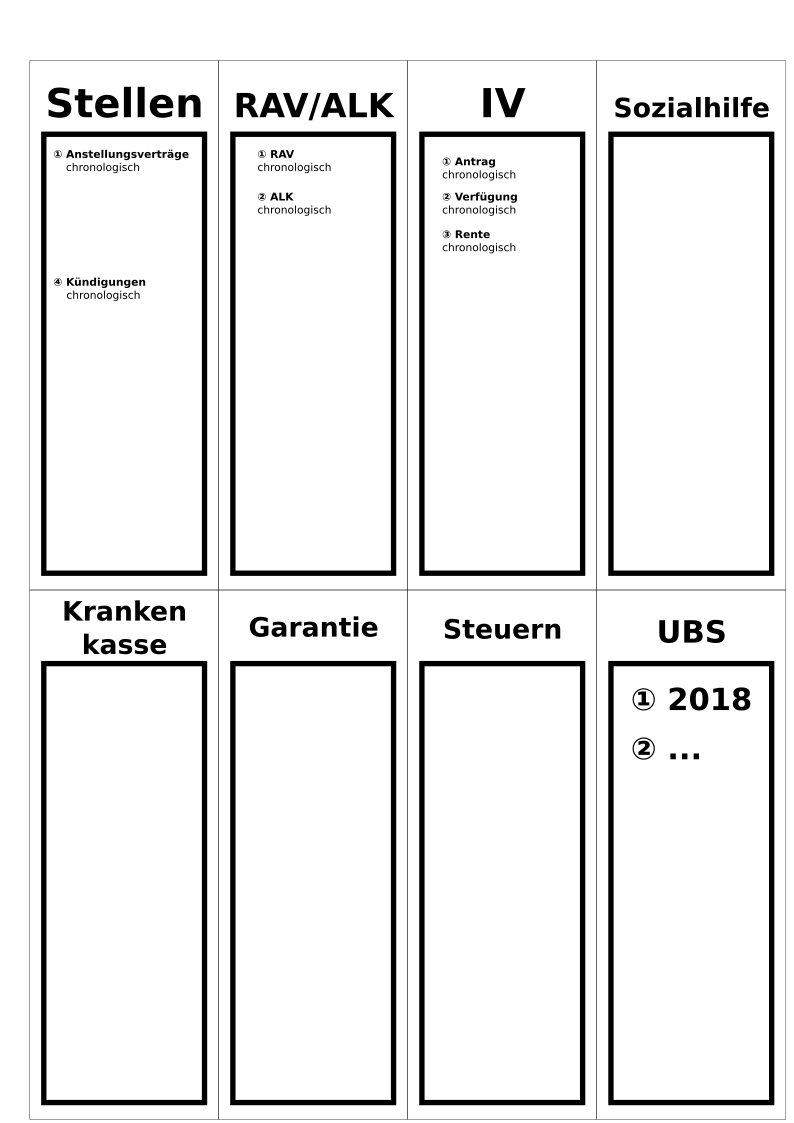 Stellen
① Anstellungsverträge
chronologisch
④ Kündigungen
chronologisch
RAV/ALK
① RAV
chronologisch
② ALK
chronologisch
IV
① Antrag
chronologisch
② Verfügung
chronologisch
③ Rente
chronologisch
Sozialhilfe
Kranken
kasse
Garantie
Steuern
UBS
① 2018
② ...